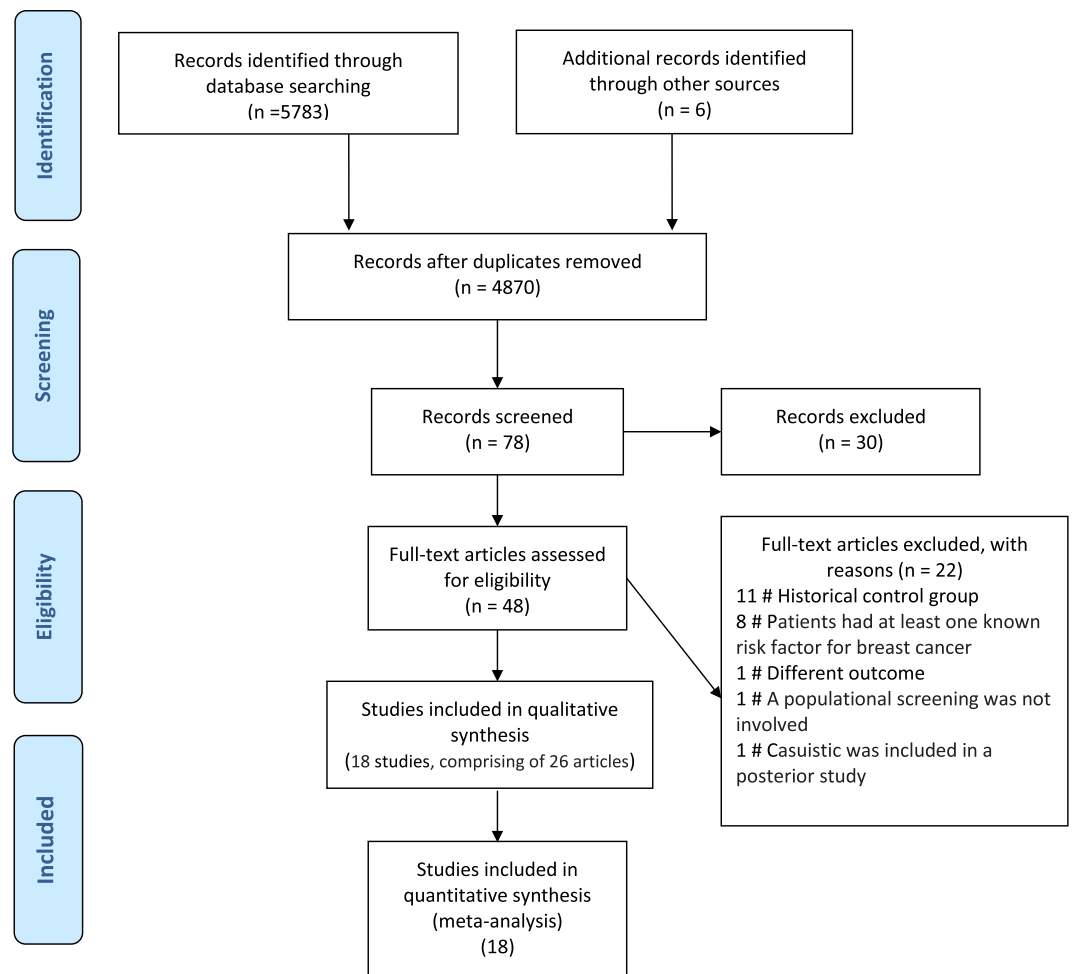 Identification
Records identified through
database searching
(n =5783)
Additional records identified
through other sources
(n = 6)
Screening
Records after duplicates removed
(n = 4870)
Records screened
(n = 78)
Records excluded
(n = 30)
Eligibility
Full-text articles assessed
for eligibility
(n = 48)
Full-text articles excluded, with
reasons (n = 22)
11 # Historical control group
8 # Patients had at least one known
risk factor for breast cancer
1 # Different outcome
1 # A populational screening was not
involved
1 # Casuistic was included in a
posterior study
Studies included in qualitative
synthesis
(18 studies, comprising of 26 articles)
Included
Studies included in
quantitative synthesis
(meta-analysis)
(18)